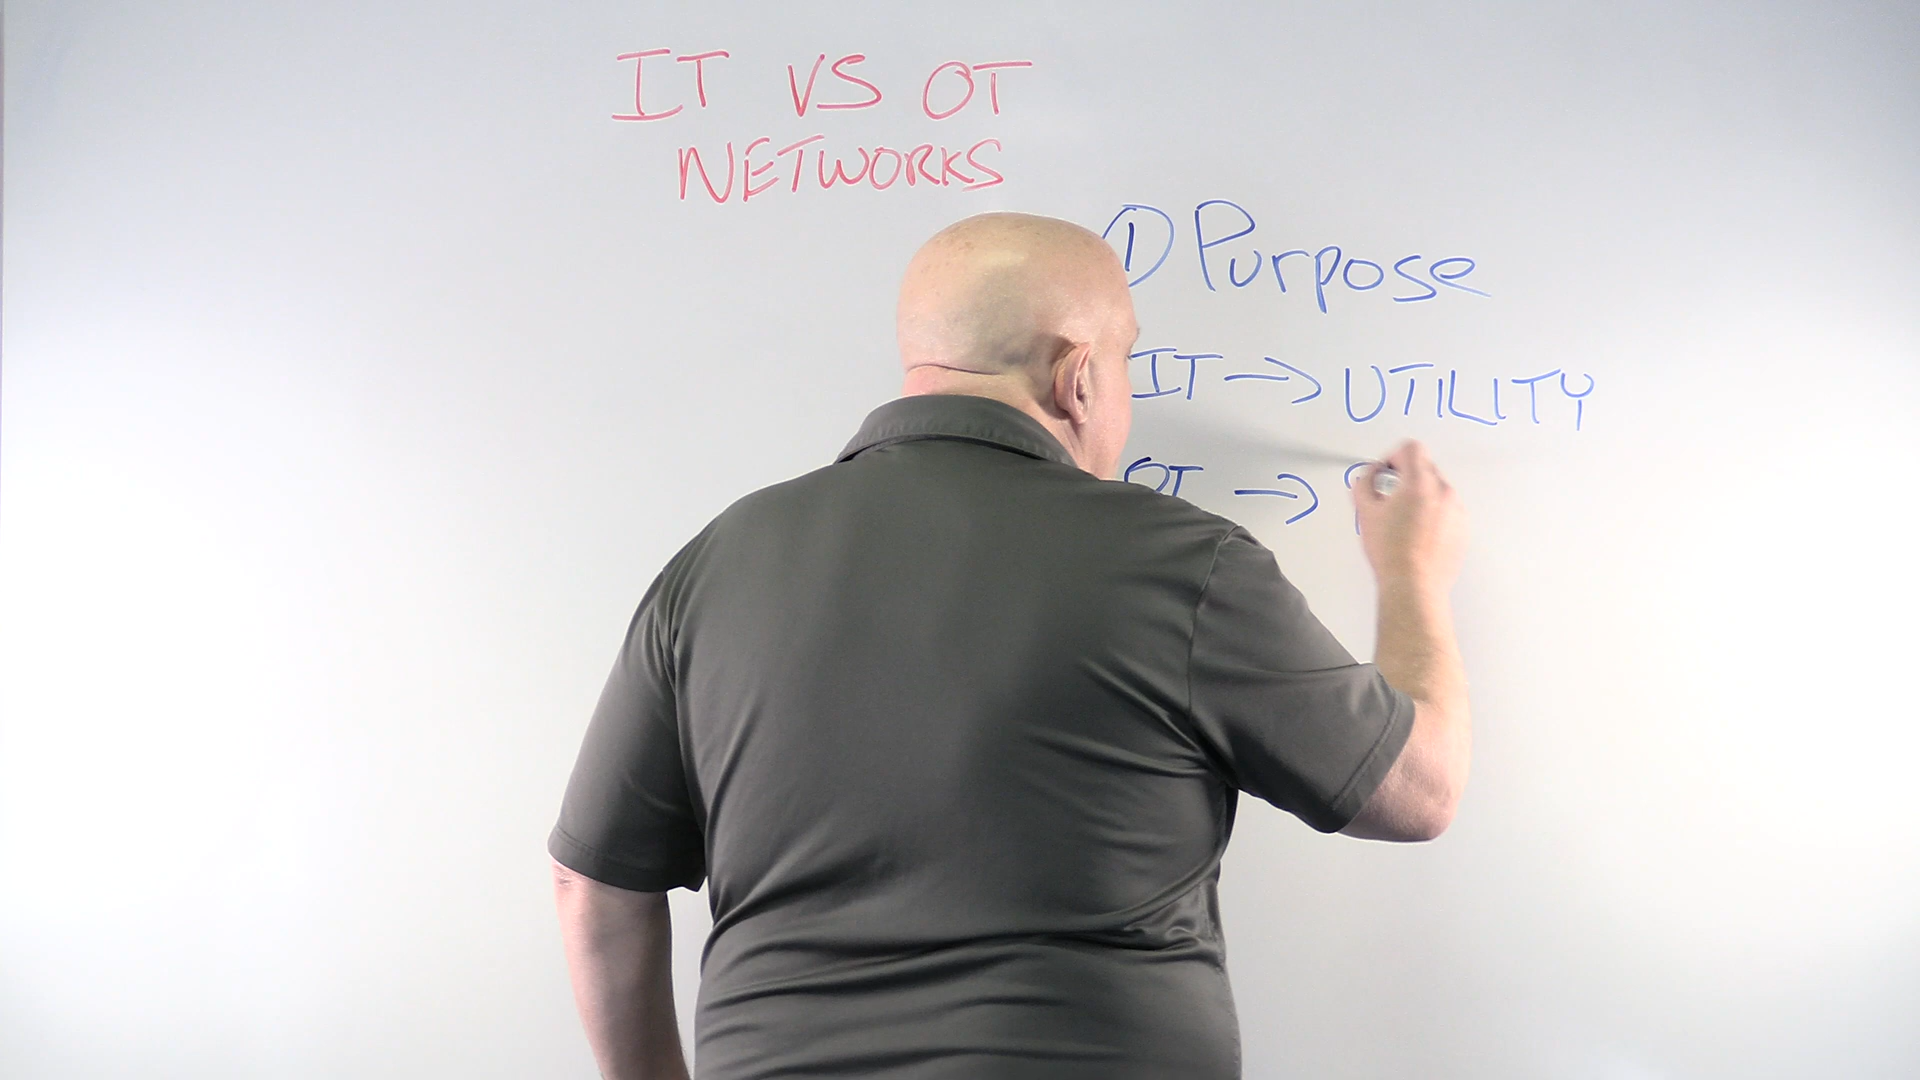 IT VS OT
NETWORKS
1) Purpose
IT → UTILITY
OT →